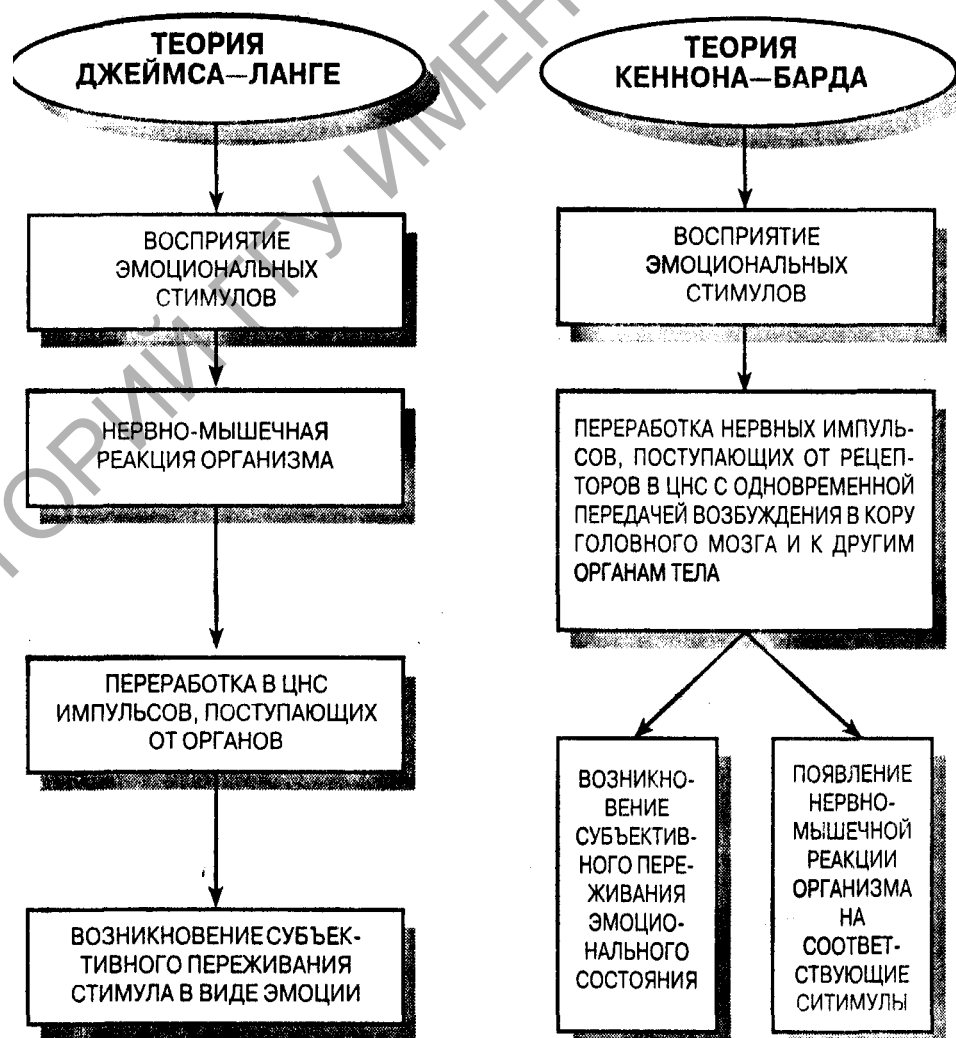 ТЕОРИЯ
ДЖЕЙМСА—ЛАНГЕ
ВОСПРИЯТИЕ
ЭМОЦИОНАЛЬНЫХ
СТИМУЛОВ
НЕРВНО-МЫШЕЧНАЯ
РЕАКЦИЯ ОРГАНИЗМА
ПЕРЕРАБОТКА В ЦНС
ИМПУЛЬСОВ, ПОСТУПАЮЩИХ
ОТ ОРГАНОВ
ВОЗНИКНОВЕНИЕ СУБЪЕК-
ТИВНОГО ПЕРЕЖИВАНИЯ
СТИМУЛА В ВИДЕ ЭМОЦИИ
ТЕОРИЯ
КЕННОНА—БАРДА
ВОСПРИЯТИЕ
ЭМОЦИОНАЛЬНЫХ
СТИМУЛОВ
ПЕРЕРАБОТКА НЕРВНЫХ ИМПУЛЬ-
СОВ, ПОСТУПАЮЩИХ ОТ РЕЦЕП-
ТОРОВ В ЦНС С ОДНОВРЕМЕННОЙ
ПЕРЕДАЧЕЙ ВОЗБУЖДЕНИЯ В КОРУ
ГОЛОВНОГО МОЗГА И К ДРУГИМ
ОРГАНАМ ТЕЛА
ВОЗНИКНО-
ВЕНИЕ
СУБЪЕКТИВ-
НОГО ПЕРЕ-
ЖИВАНИЯ
ЭМОЦИО-
НАЛЬНОГО
СОСТОЯНИЯ
ПОЯВЛЕНИЕ
НЕРВНО-
МЫШЕЧНОЙ
РЕАКЦИИ
ОРГАНИЗМА
НА
СООТВЕТ-
СТВУЮЩИЕ
СИТИМУЛЫ
ТОРИЙ ГГУ ИМЕН